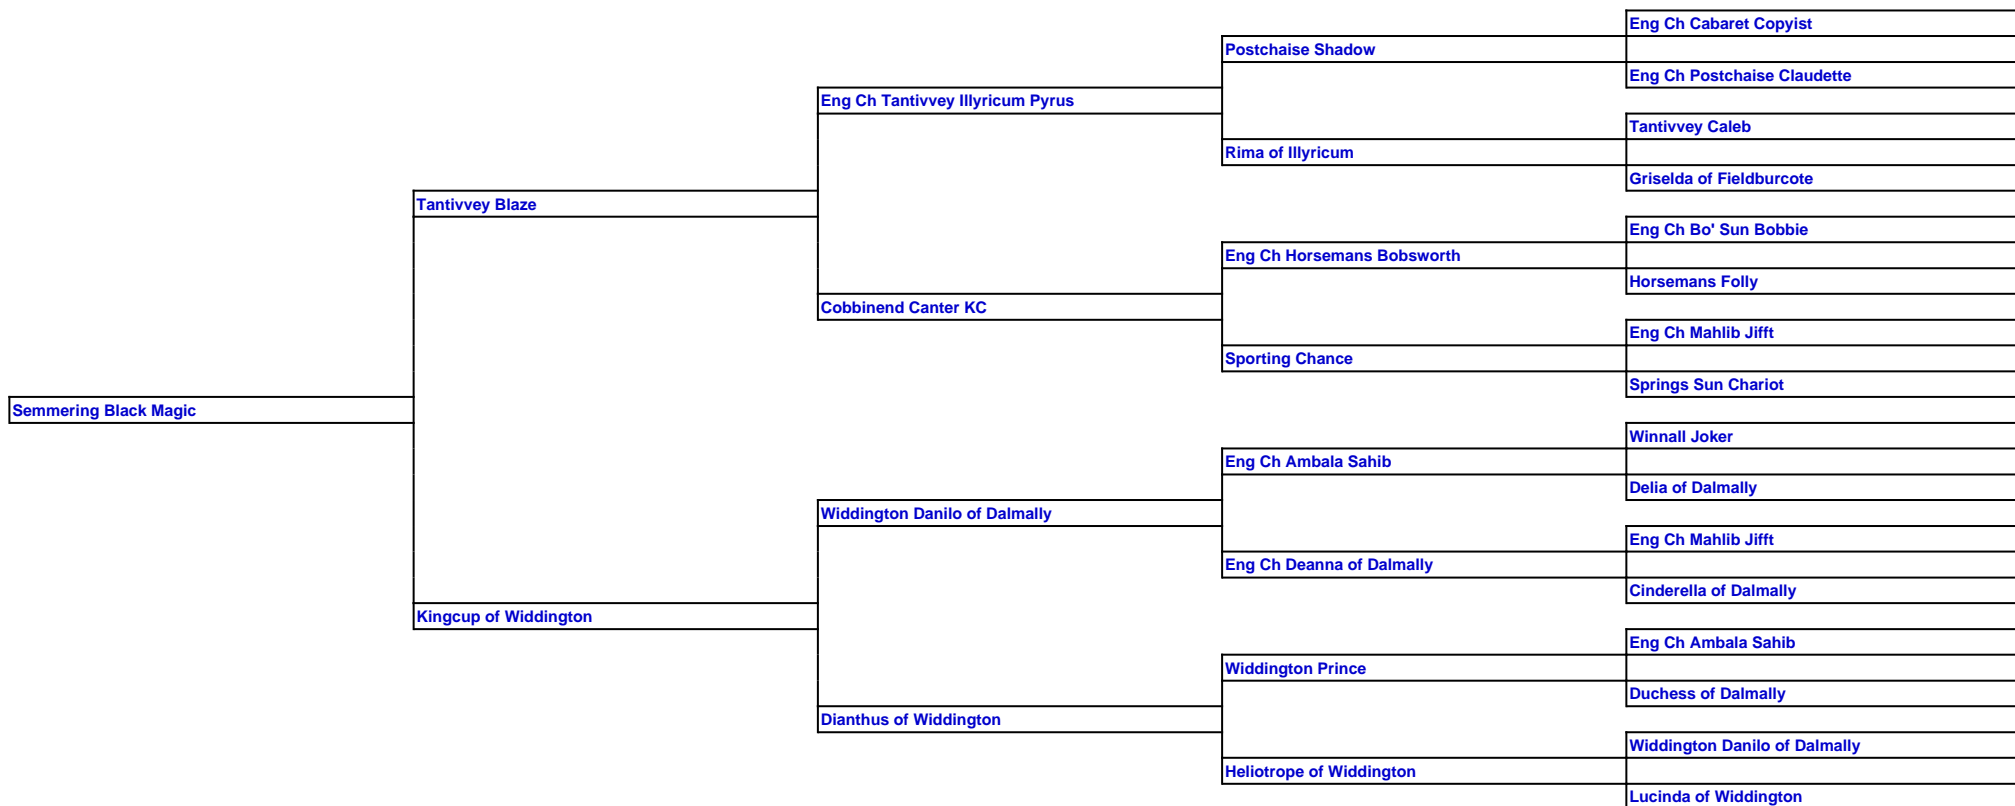 Eng Ch Cabaret Copyist
Postchaise Shadow
Eng Ch Postchaise Claudette
Eng Ch Tantivvey Illyricum Pyrus
Tantivvey Caleb
Rima of Illyricum
Griselda of Fieldburcote
Tantivvey Blaze
Eng Ch Bo' Sun Bobbie
Eng Ch Horsemans Bobsworth
Horsemans Folly
Cobbinend Canter KC
Eng Ch Mahlib Jifft
Sporting Chance
Springs Sun Chariot
Semmering Black Magic
Winnall Joker
Eng Ch Ambala Sahib
Delia of Dalmally
Widdington Danilo of Dalmally
Eng Ch Mahlib Jifft
Eng Ch Deanna of Dalmally
Cinderella of Dalmally
Kingcup of Widdington
Eng Ch Ambala Sahib
Widdington Prince
Duchess of Dalmally
Dianthus of Widdington
Widdington Danilo of Dalmally
Heliotrope of Widdington
Lucinda of Widdington